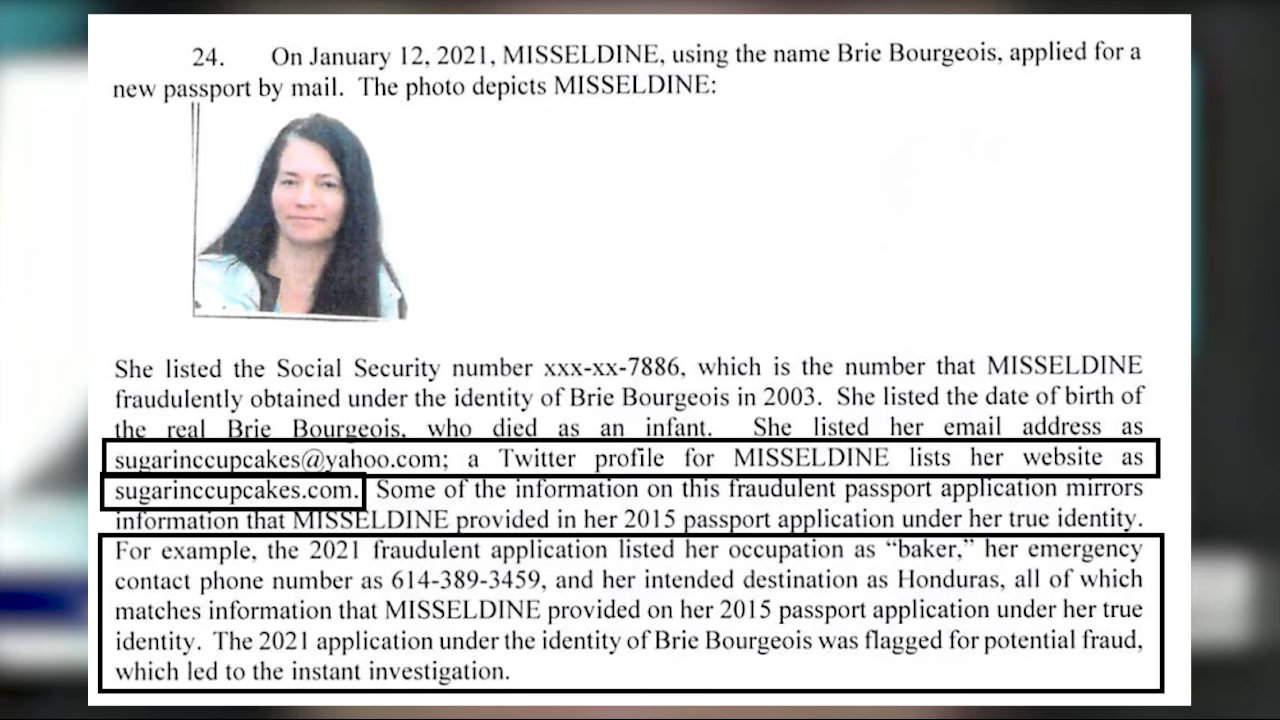 24. On January 12, 2021, MISSELDINE, using the name Brie Bourgeois, applied for a
new passport by mail. The photo depicts MISSELDINE:
She listed the Social Security number xxx-xx-7886, which is the number that MISSELDINE
fraudulently obtained under the identity of Brie Bourgeois in 2003. She listed the date of birth of
the real Brie Bourgeois, who died as an infant. She listed her email address as
sugarinccupcakes@yahoo.com; a Twitter profile for MISSELDINE lists her website as
sugarinccupcakes.com. Some of the information on this fraudulent passport application mirrors
information that MISSELDINE provided in her 2015 passport application under her true identity.
For example, the 2021 fraudulent application listed her occupation as “baker,” her emergency
contact phone number as 614-389-3459, and her intended destination as Honduras, all of which
matches information that MISSELDINE provided on her 2015 passport application under her true
identity. The 2021 application under the identity of Brie Bourgeois was flagged for potential fraud,
which led to the instant investigation.